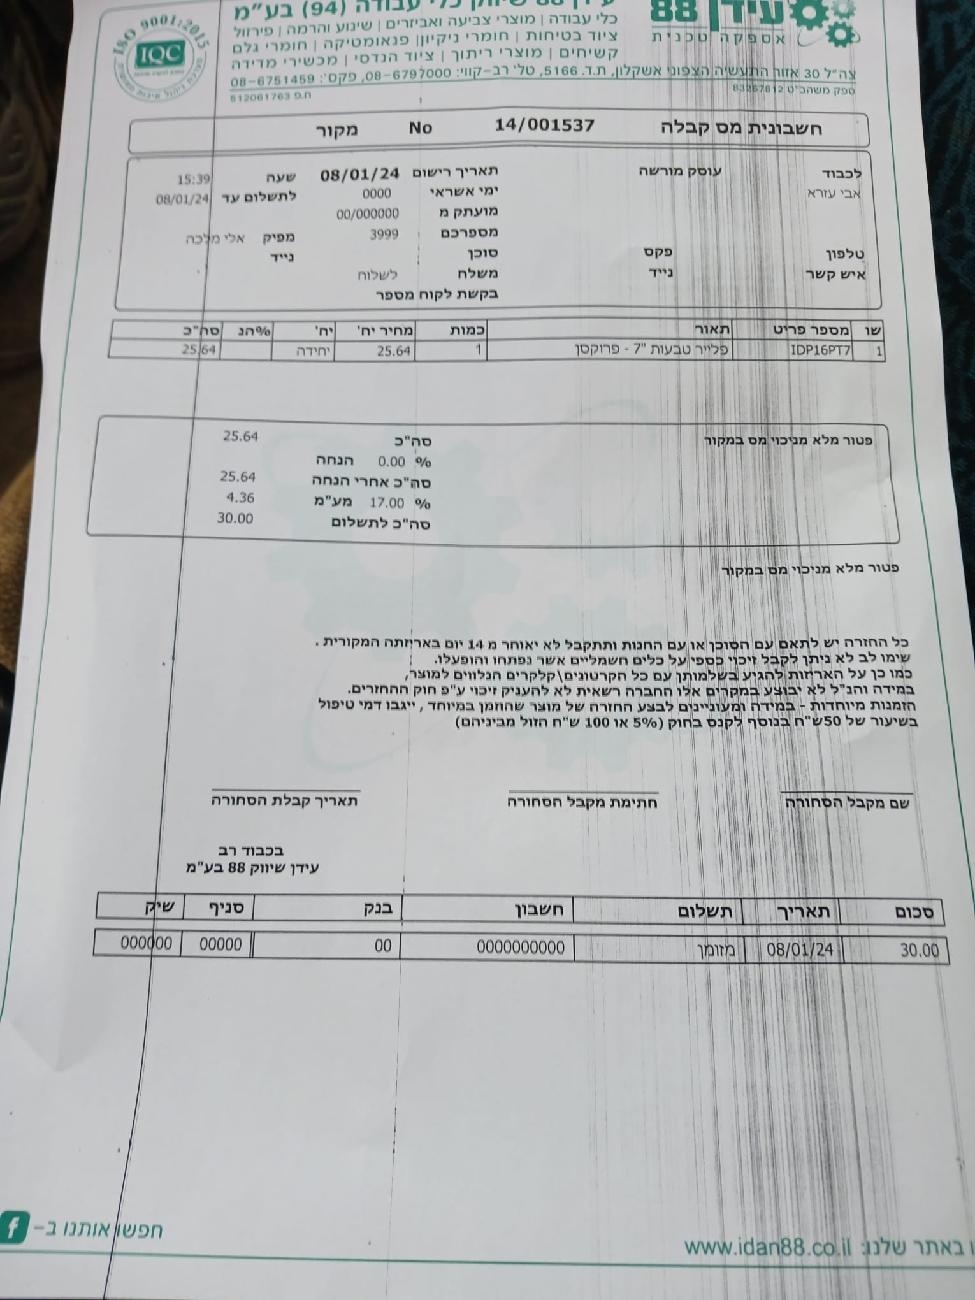 עידן 88 שיווק כלי עבודה (94) בע"מ
כלי עבודה | מוצרי צביעה ואביזרים | שינוע והרמה | פירזול
ציוד בטיחות | חומרי ניקיון| פנאומטיקה | חומרי גלם
קשיחים | מוצרי ריתוך | ציוד הנדסי | מכשירי מדידה
עידן 88
אספקה טכנית
ISO 9001:2015
IQC
צה"ל 30 אזור התעשיה הצפוני אשקלון, ת.ד. 5166, טל' רב-קווי: 08-6797000, פקס': 08-6751459
ספק משהב"ט 83267612 ח.פ 512061763
חשבונית מס קבלה 14/001537 No מקור
לכבוד עוסק מורשה תאריך רישום 08/01/24 שעה 15:39
אבי עזרא ימי אשראי 0000 לתשלום עד 08/01/24
מועתק מ 00/000000
מספרכם 3999 מפיק אלי מלכה
טלפון פקס סוכן נייד
איש קשר נייד משלח לשלוח
בקשת לקוח מספר
שו מספר פריט תאור כמות מחיר יח' יח' %הנ סה"כ
1 IDP16PT7 פלייר טבעות "7 - פרוקסן 1 25.64 יחידה 25.64
פטור מלא מניכוי מס במקור סה"כ 25.64
% 0.00 הנחה
סה"כ אחרי הנחה 25.64
% 17.00 מע"מ 4.36
סה"כ לתשלום 30.00
פטור מלא מניכוי מס במקור
כל החזרה יש לתאם עם הסוכן או עם החנות ותתקבל לא יאוחר מ 14 יום באריזתה המקורית .
שימו לב לא ניתן לקבל זיכוי כספי על כלים חשמליים אשר נפתחו והופעלו.
כמו כן על האריזות להגיע בשלמותן עם כל הקרטונים\קלקרים הנלווים למוצר,
במידה והנ"ל לא יבוצע במקרים אלו החברה רשאית לא להעניק זיכוי ע"פ חוק ההחזרים.
הזמנות מיוחדות - במידה ומעוניינים לבצע החזרה של מוצר שהוזמן במיוחד , ייגבו דמי טיפול
בשיעור של 50ש"ח בנוסף לקנס בחוק (5% או 100 ש"ח הזול מביניהם)
שם מקבל הסחורה חתימת מקבל הסחורה תאריך קבלת הסחורה
בכבוד רב
עידן שיווק 88 בע"מ
סכום תאריך תשלום חשבון בנק סניף שיק
30.00 08/01/24 מזומן 0000000000 00 00000 000000
חפשו אותנו ב- f
באתר שלנו: www.idan88.co.il